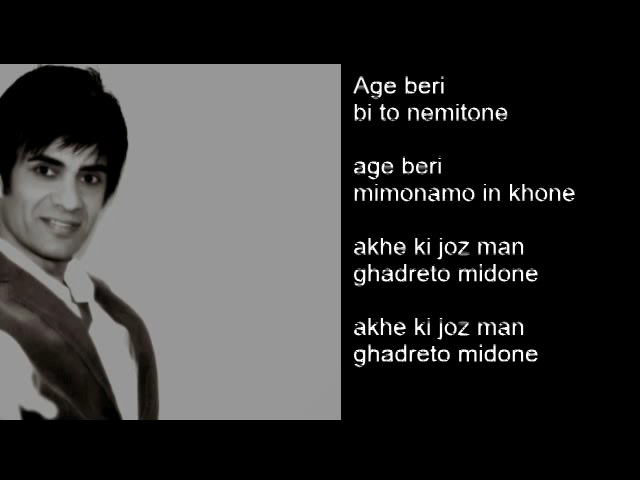 Age beri
bi to nemitone
age beri
mimonamo in khone
akhe ki joz man
ghadreto midone
akhe ki joz man
ghadreto midone